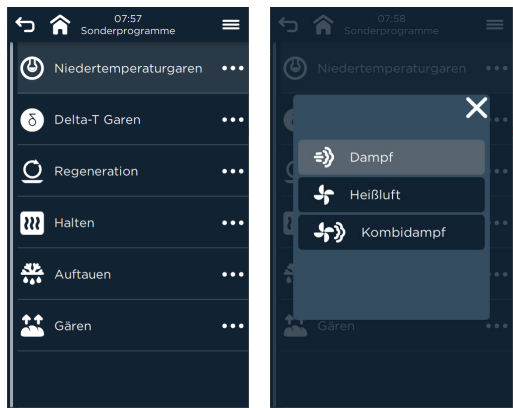 07:57
Sonderprogramme
Niedertemperaturgaren
δ Delta-T Garen
Regeneration
Halten
Auftauen
Gären
07:58
Sonderprogramme
Niedertemperaturgaren
Dampf
Heißluft
Kombidampf
Gären